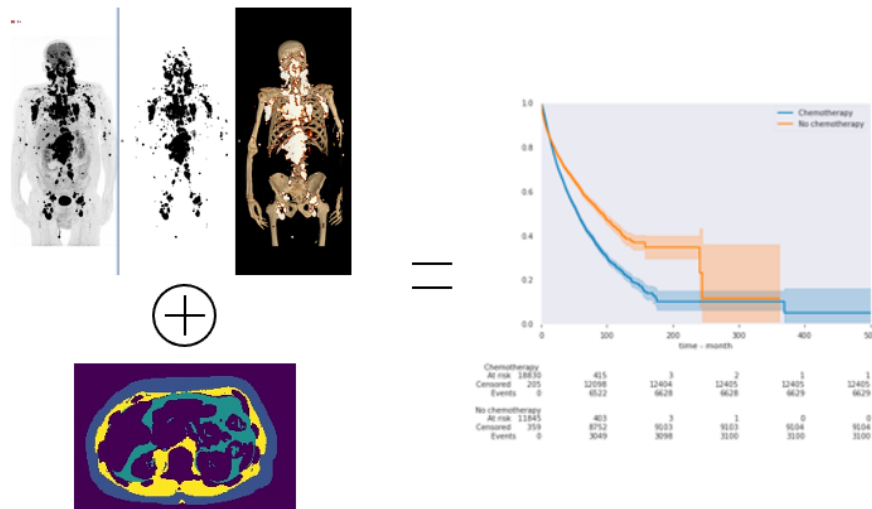 1.0
Chemotherapy
No chemotherapy
0.8
0.6
0.4
0.2
0.0
0 100 200 300 400 500
time - month
Chemotherapy
At risk 18830 415 3 2 1 1
Censored 205 12098 12404 12405 12405 12405
Events 0 6522 6628 6628 6629 6629
No chemotherapy
At risk 11845 403 3 1 0 0
Censored 359 8752 9103 9103 9104 9104
Events 0 3049 3098 3100 3100 3100